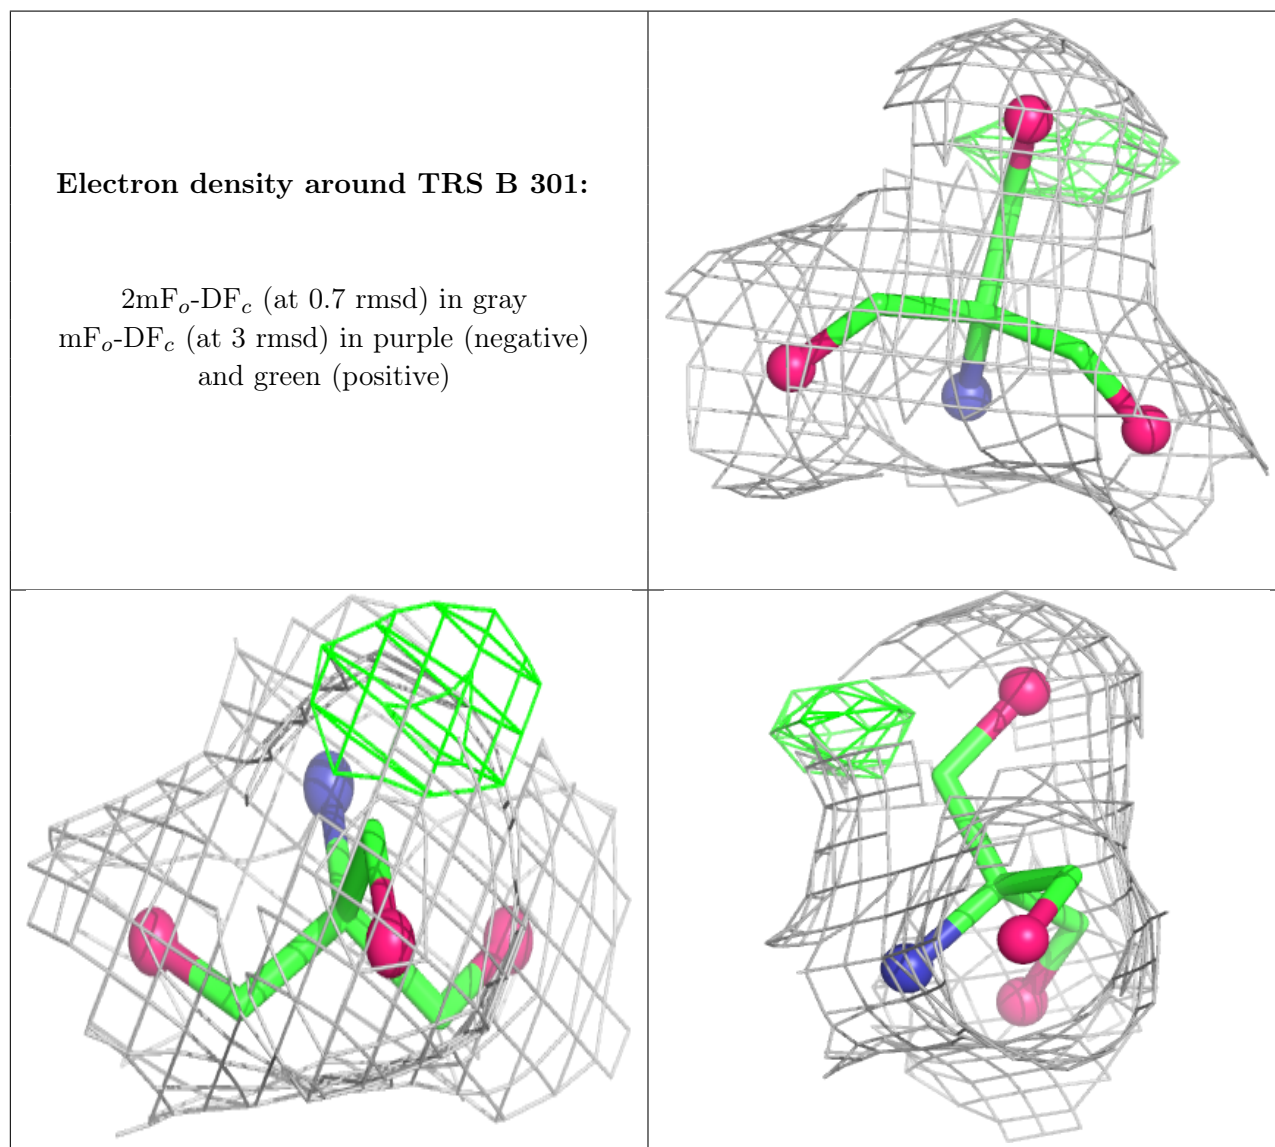 Electron density around TRS B 301:
2mFo-DFc (at 0.7 rmsd) in gray
mFo-DFc (at 3 rmsd) in purple (negative)
and green (positive)